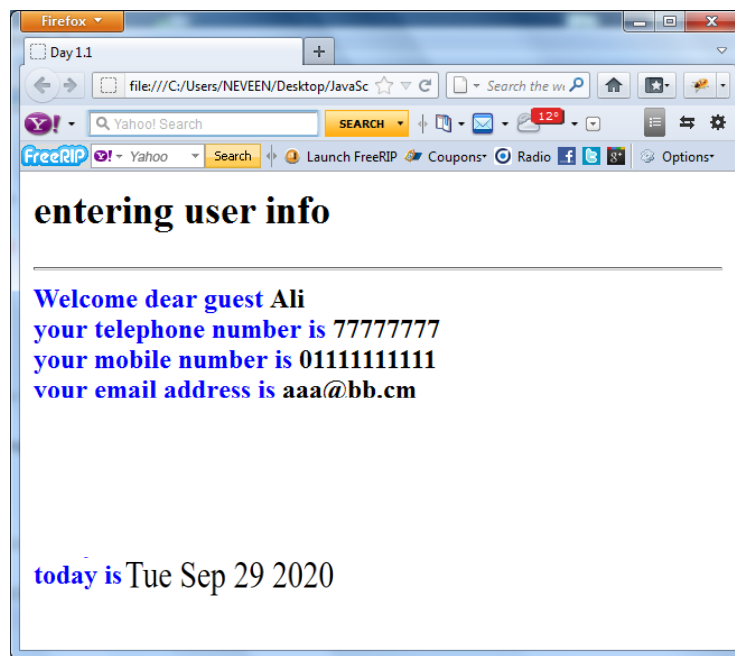 Firefox
Day 1.1
file:///C:/Users/NEVEEN/Desktop/JavaSc
Search the wi
Yahoo! Search
SEARCH
12°
FreeRIP
Yahoo
Search
Launch FreeRIP
Coupons
Radio
Options
entering user info
Welcome dear guest Ali
your telephone number is 77777777
your mobile number is 01111111111
your email address is aaa@bb.cm
today is Tue Sep 29 2020